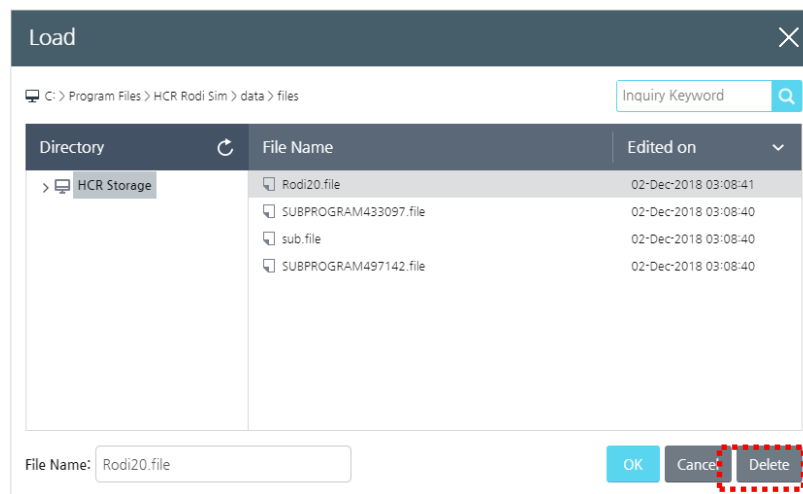 Load
C: > Program Files > HCR Rodi Sim > data > files
Inquiry Keyword
Directory File Name Edited on
HCR Storage Rodi20.file 02-Dec-2018 03:08:41
SUBPROGRAM433097.file 02-Dec-2018 03:08:40
sub.file 02-Dec-2018 03:08:40
SUBPROGRAM497142.file 02-Dec-2018 03:08:40
File Name: Rodi20.file OK Cancel Delete